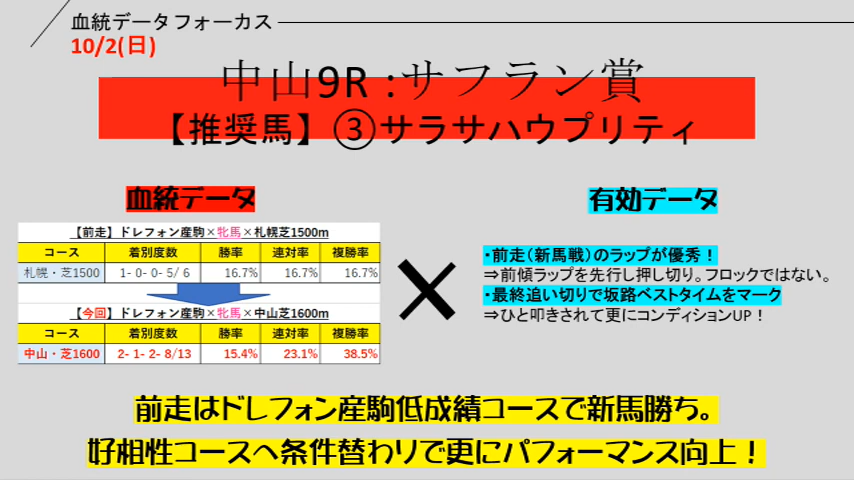 血統データフォーカス
10/2(日)
中山9R：サフラン賞
【推奨馬】③サラサハウプリティ
血統データ
有効データ
【前走】ドレフォン産駒×牝馬×札幌芝1500m
コース 着別度数 勝率 連対率 複勝率
札幌・芝1500 1- 0- 0- 5/ 6 16.7% 16.7% 16.7%
【今回】ドレフォン産駒×牝馬×中山芝1600m
コース 着別度数 勝率 連対率 複勝率
中山・芝1600 2- 1- 2- 8/13 15.4% 23.1% 38.5%
×
・前走（新馬戦）のラップが優秀！
⇒前傾ラップを先行し押し切り。フロックではない。
・最終追い切りで坂路ベストタイムをマーク
⇒ひと叩きされて更にコンディションUP！
前走はドレフォン産駒低成績コースで新馬勝ち。
好相性コースへ条件替わりで更にパフォーマンス向上！